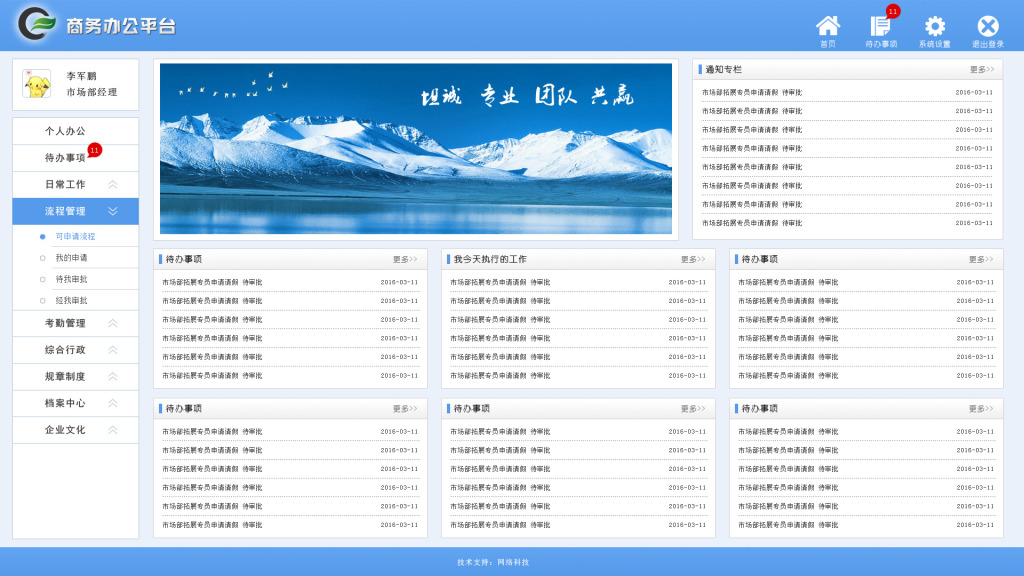 商务办公平台
首页
11
待办事项
系统设置
退出登录
李军鹏
市场部经理
个人办公
待办事项
11
日常工作
流程管理
可申请流程
我的申请
待我审批
经我审批
考勤管理
综合行政
规章制度
档案中心
企业文化
坦诚 专业 团队 共赢
通知专栏 更多>>
市场部拓展专员申请请假 待审批 2016-03-11
市场部拓展专员申请请假 待审批 2016-03-11
市场部拓展专员申请请假 待审批 2016-03-11
市场部拓展专员申请请假 待审批 2016-03-11
市场部拓展专员申请请假 待审批 2016-03-11
市场部拓展专员申请请假 待审批 2016-03-11
市场部拓展专员申请请假 待审批 2016-03-11
市场部拓展专员申请请假 待审批 2016-03-11
待办事项 更多>>
市场部拓展专员申请请假 待审批 2016-03-11
市场部拓展专员申请请假 待审批 2016-03-11
市场部拓展专员申请请假 待审批 2016-03-11
市场部拓展专员申请请假 待审批 2016-03-11
市场部拓展专员申请请假 待审批 2016-03-11
市场部拓展专员申请请假 待审批 2016-03-11
我今天执行的工作 更多>>
市场部拓展专员申请请假 待审批 2016-03-11
市场部拓展专员申请请假 待审批 2016-03-11
市场部拓展专员申请请假 待审批 2016-03-11
市场部拓展专员申请请假 待审批 2016-03-11
市场部拓展专员申请请假 待审批 2016-03-11
市场部拓展专员申请请假 待审批 2016-03-11
待办事项 更多>>
市场部拓展专员申请请假 待审批 2016-03-11
市场部拓展专员申请请假 待审批 2016-03-11
市场部拓展专员申请请假 待审批 2016-03-11
市场部拓展专员申请请假 待审批 2016-03-11
市场部拓展专员申请请假 待审批 2016-03-11
市场部拓展专员申请请假 待审批 2016-03-11
待办事项 更多>>
市场部拓展专员申请请假 待审批 2016-03-11
市场部拓展专员申请请假 待审批 2016-03-11
市场部拓展专员申请请假 待审批 2016-03-11
市场部拓展专员申请请假 待审批 2016-03-11
市场部拓展专员申请请假 待审批 2016-03-11
市场部拓展专员申请请假 待审批 2016-03-11
待办事项 更多>>
市场部拓展专员申请请假 待审批 2016-03-11
市场部拓展专员申请请假 待审批 2016-03-11
市场部拓展专员申请请假 待审批 2016-03-11
市场部拓展专员申请请假 待审批 2016-03-11
市场部拓展专员申请请假 待审批 2016-03-11
市场部拓展专员申请请假 待审批 2016-03-11
待办事项 更多>>
市场部拓展专员申请请假 待审批 2016-03-11
市场部拓展专员申请请假 待审批 2016-03-11
市场部拓展专员申请请假 待审批 2016-03-11
市场部拓展专员申请请假 待审批 2016-03-11
市场部拓展专员申请请假 待审批 2016-03-11
市场部拓展专员申请请假 待审批 2016-03-11
技术支持：网络科技